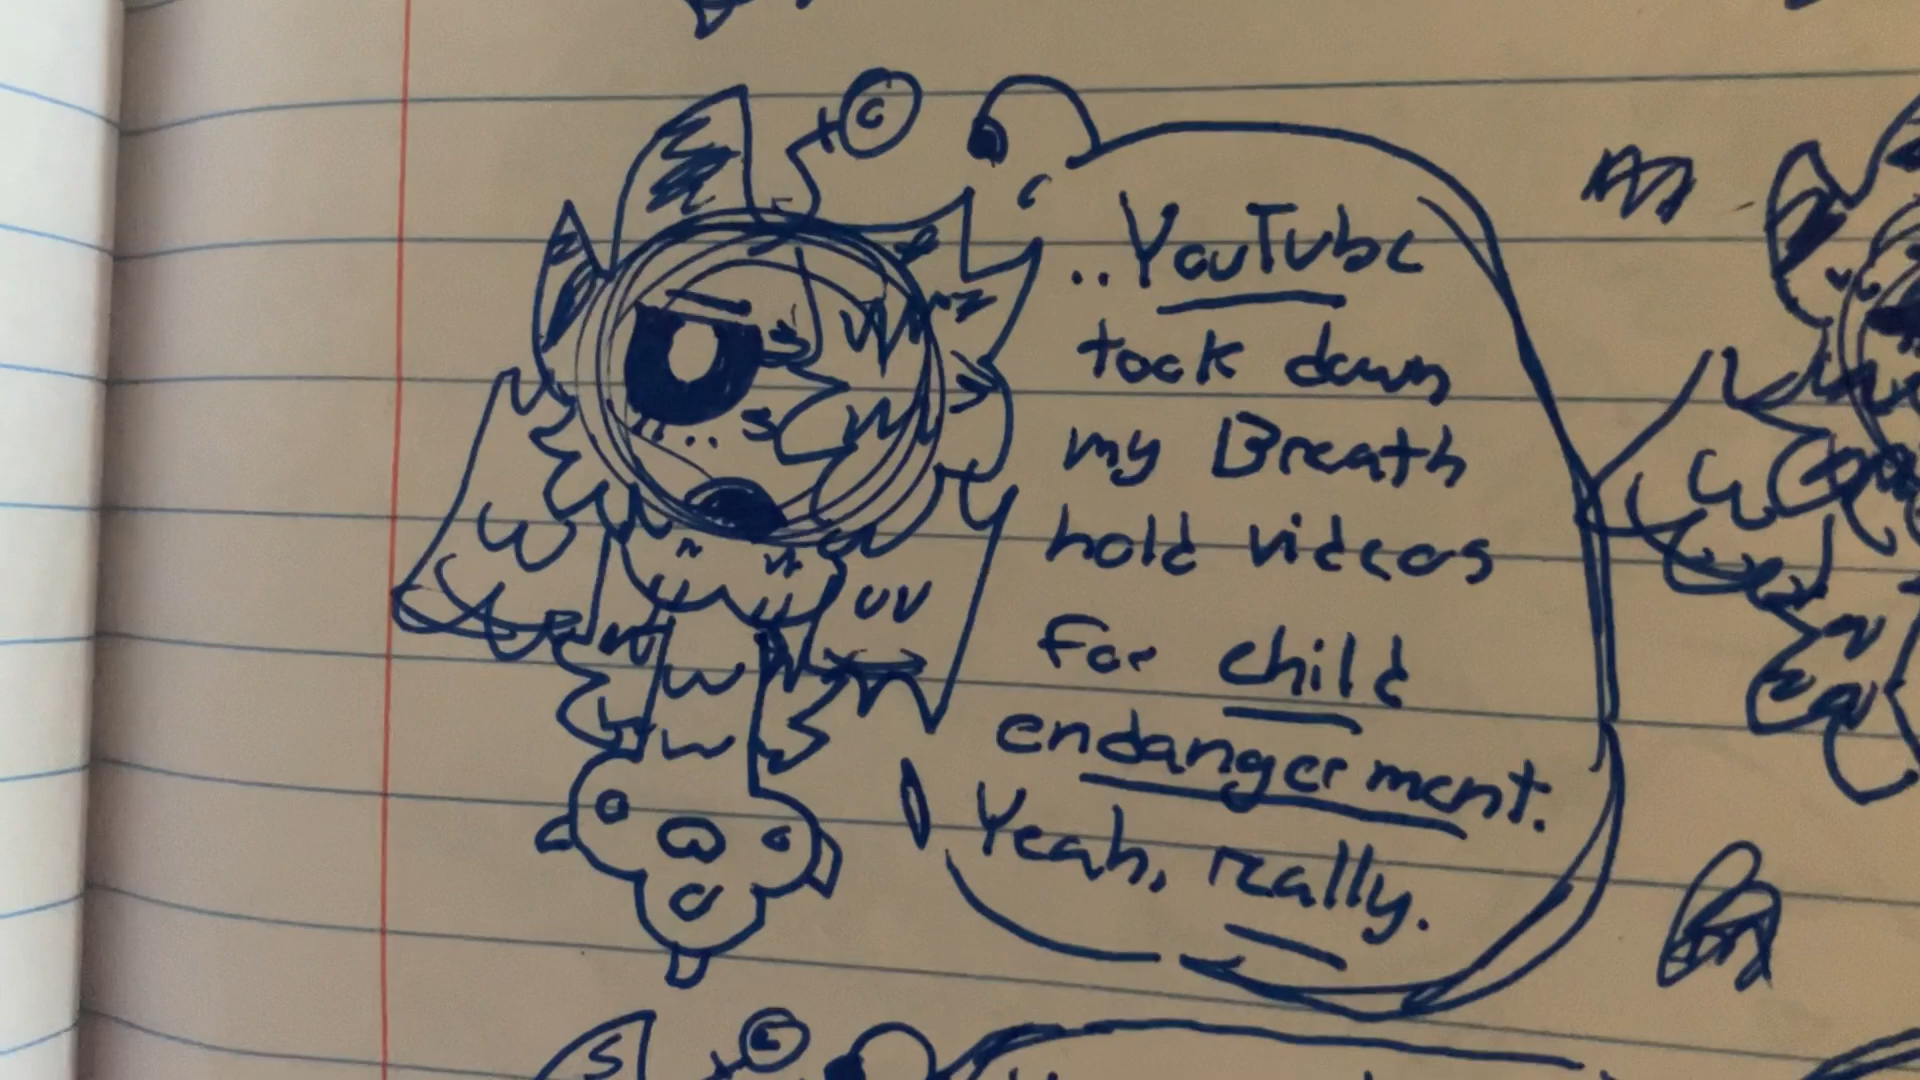 ..YouTube
took down
my Breath
hold videos
For child
endangerment.
Yeah, really.